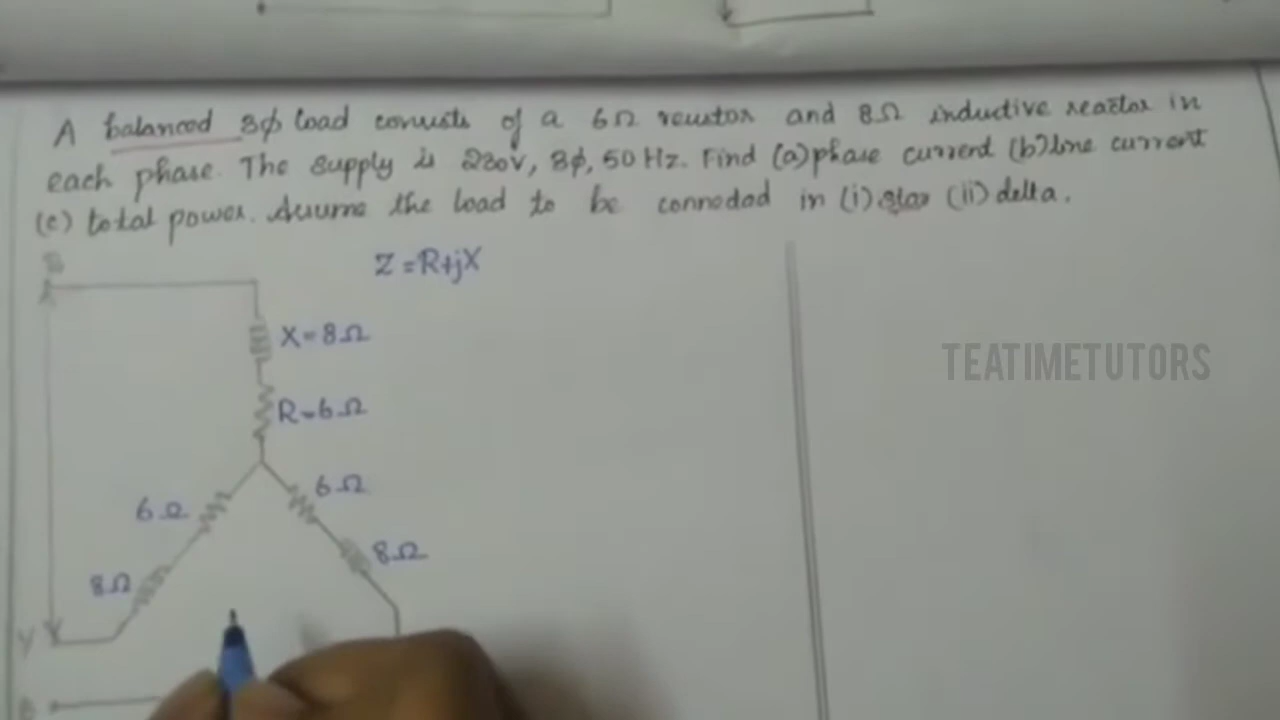 A balanced 3ϕ load consists of a 6Ω resistor and 8Ω inductive reactor in
each phase. The supply is 230V, 3ϕ, 50 Hz. Find (a) phase current (b) line current
(c) total power. Assume the load to be connected in (i) star (ii) delta.
Z = R+jX
X=8Ω
TEATIMETUTORS
R=6Ω
6Ω
6Ω
8Ω
8Ω
Y
B